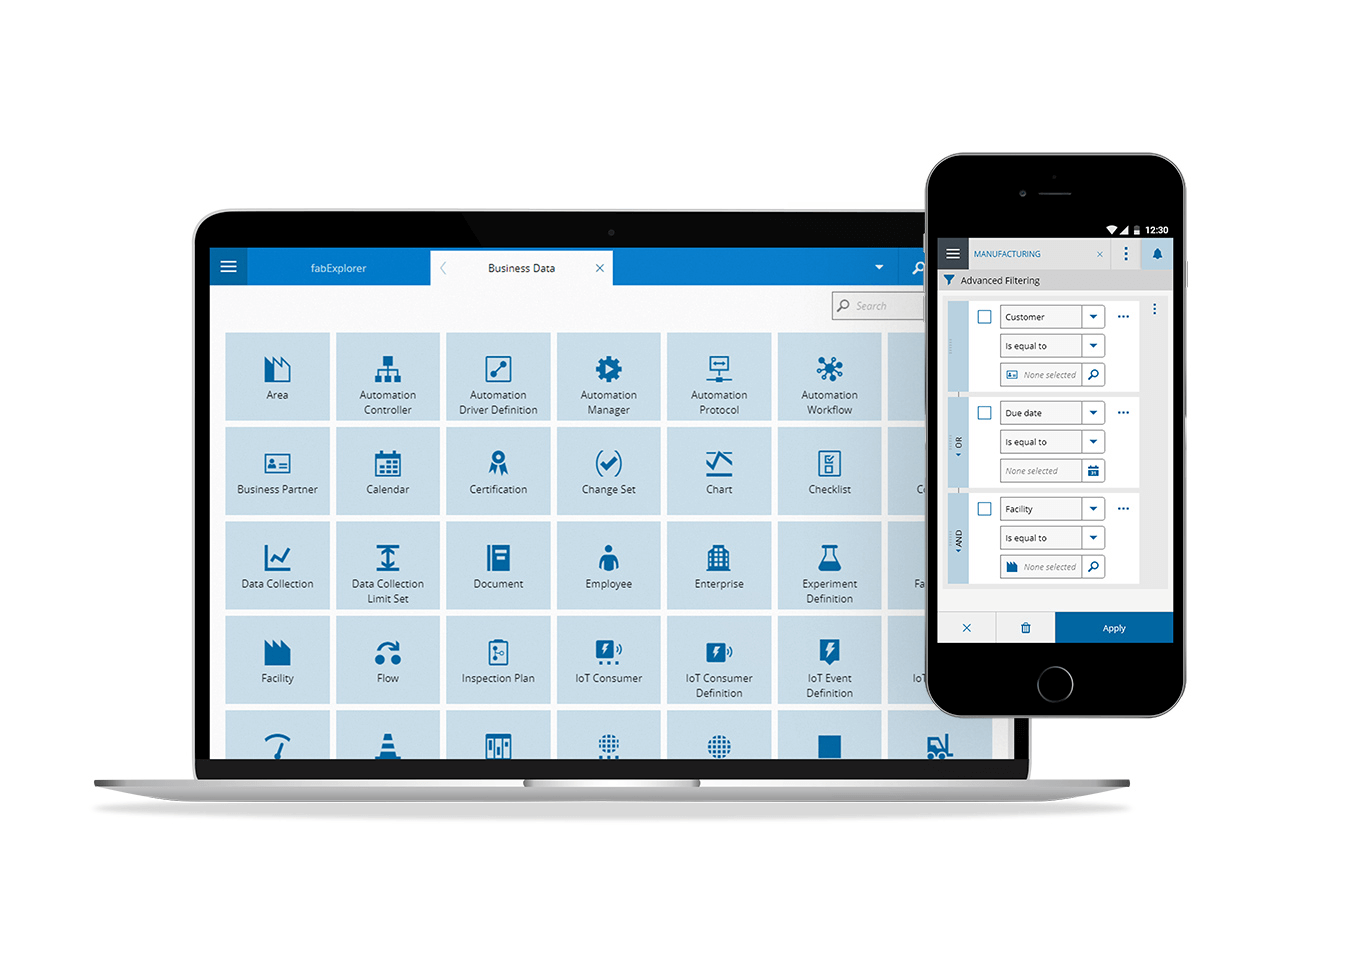 fabExplorer
Business Data
Search
Area
Automation
Controller
Automation
Driver Definition
Automation
Manager
Automation
Protocol
Automation
Workflow
Business Partner
Calendar
Certification
Change Set
Chart
Checklist
Data Collection
Data Collection
Limit Set
Document
Employee
Enterprise
Experiment
Definition
Facility
Flow
Inspection Plan
IoT Consumer
IoT Consumer
Definition
IoT Event
Definition
12:30
MANUFACTURING
Advanced Filtering
Customer
Is equal to
None selected
OR
Due date
Is equal to
None selected
AND
Facility
Is equal to
None selected
Apply